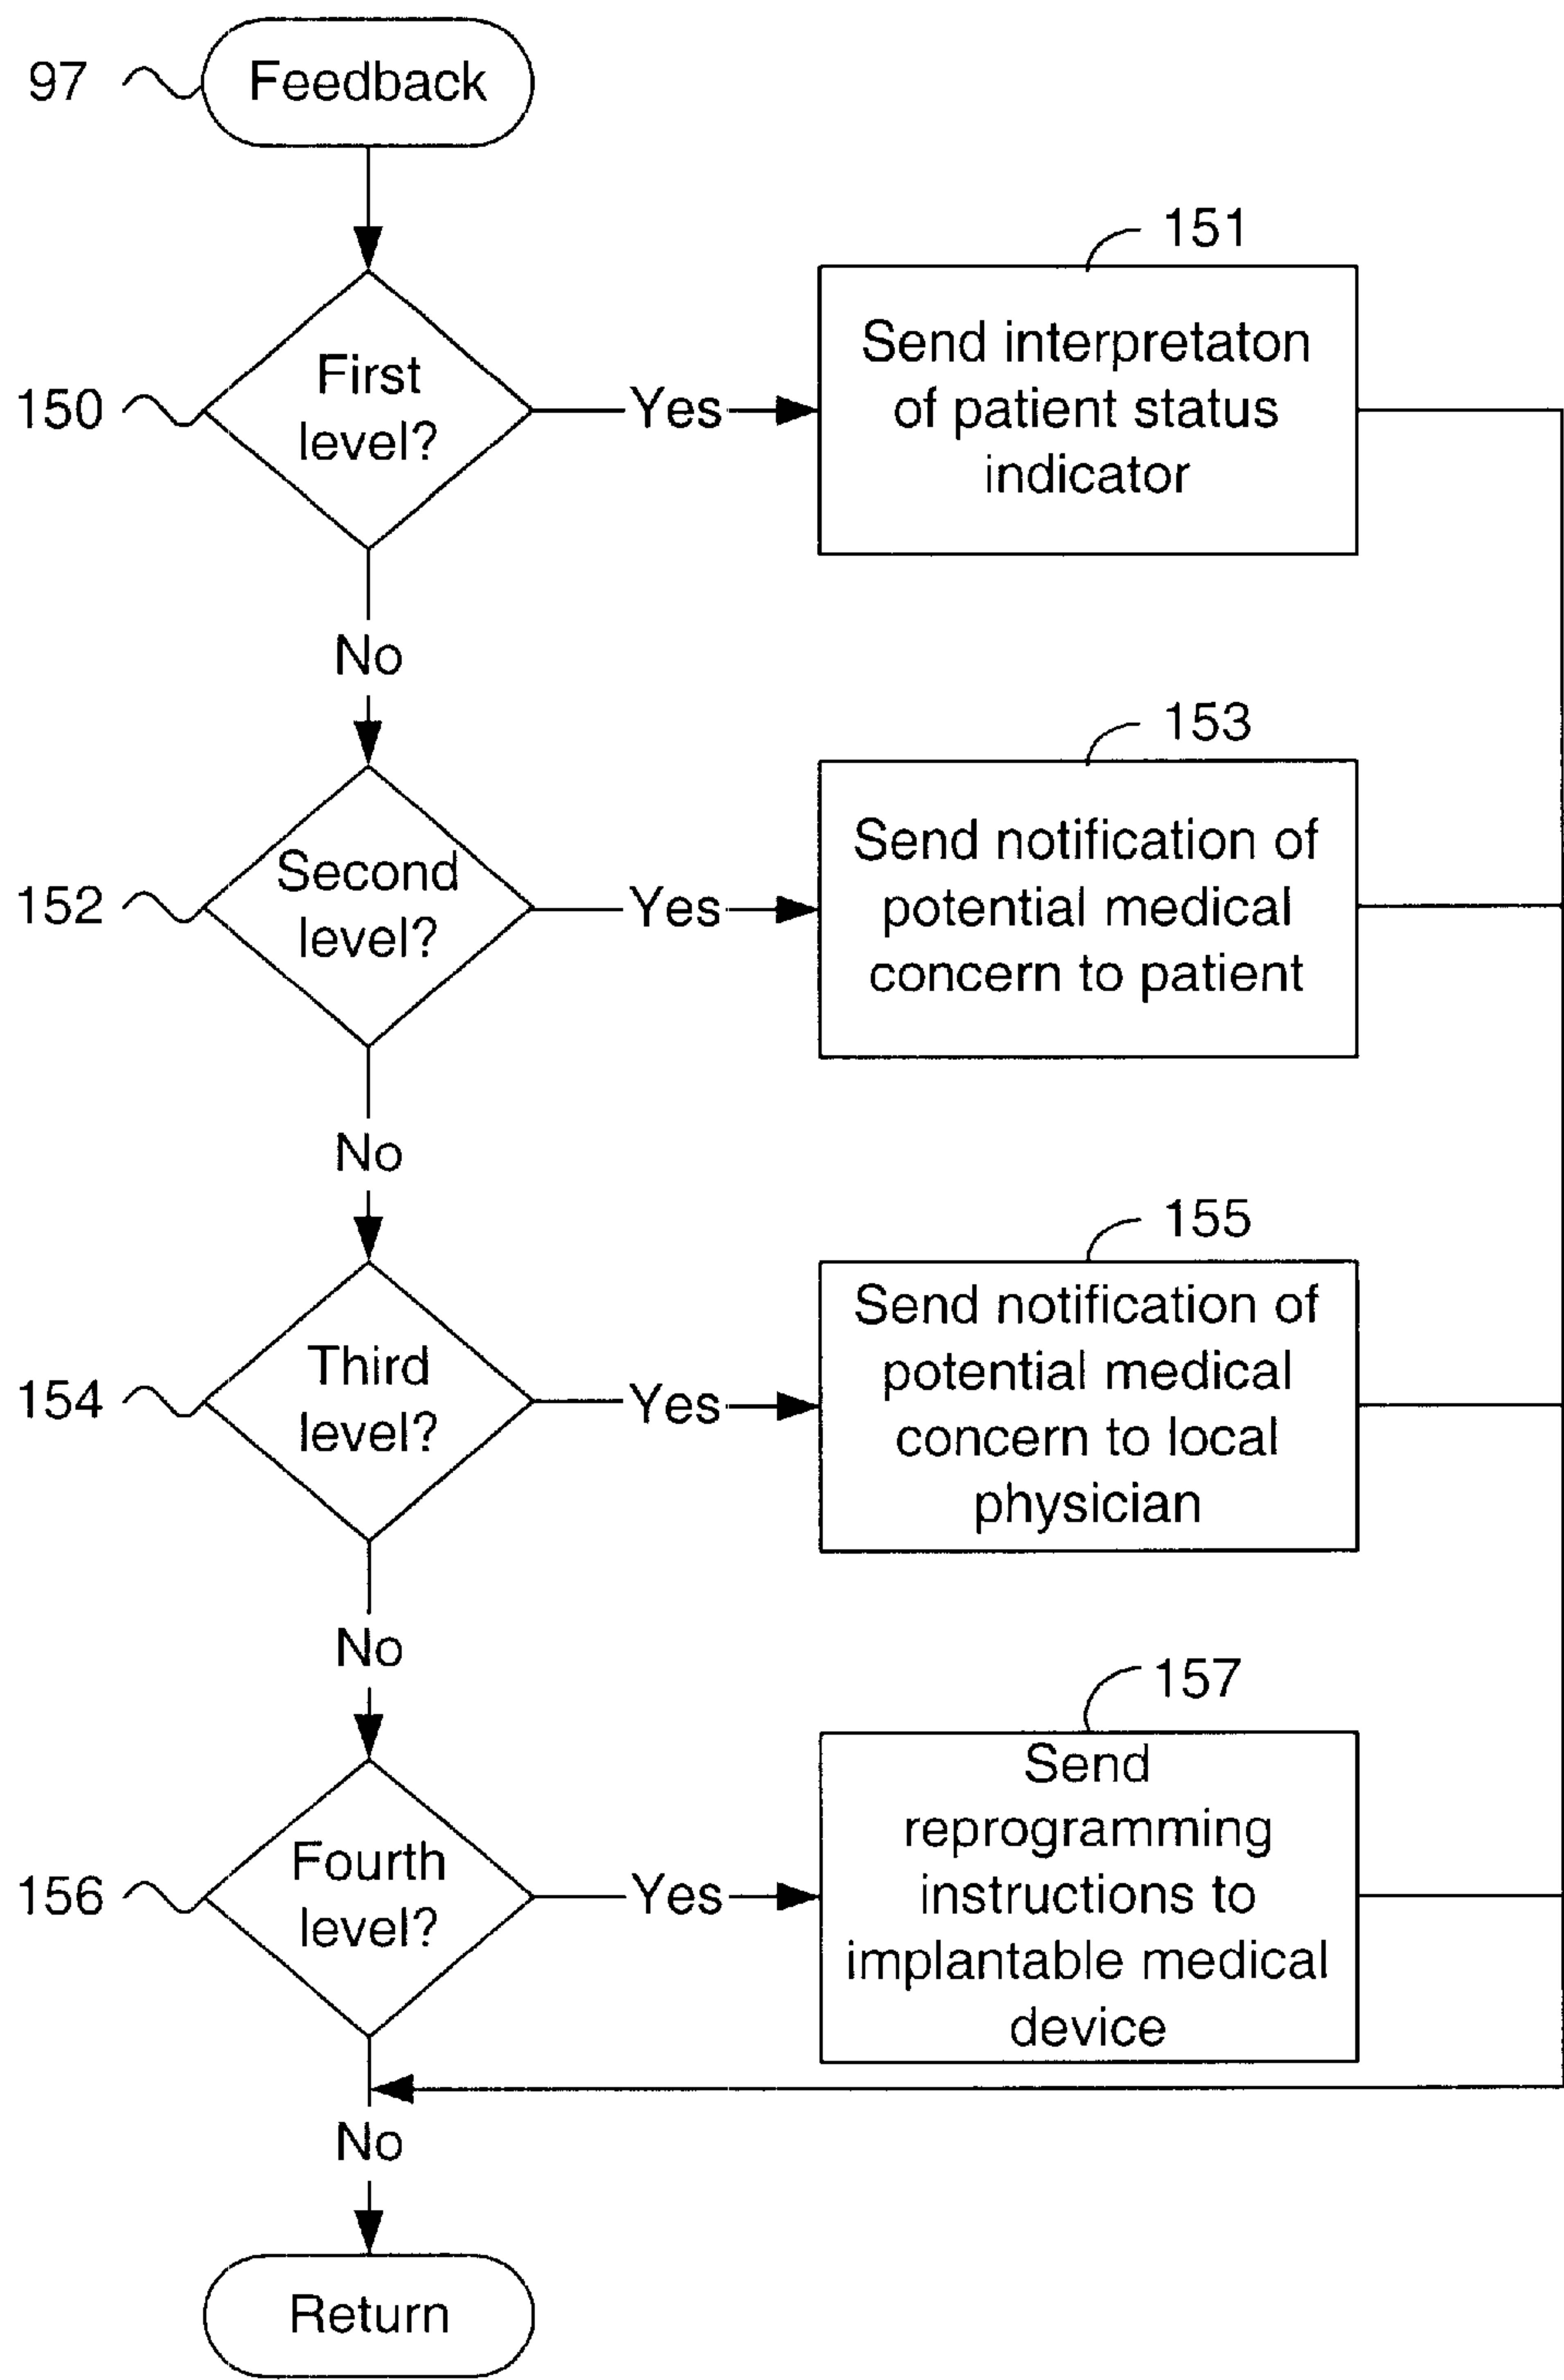 97
Feedback
151
150
First
level?
Yes
Send interpretaton
of patient status
indicator
No
153
152
Second
level?
Yes
Send notification of
potential medical
concern to patient
No
155
154
Third
level?
Yes
Send notification of
potential medical
concern to local
physician
No
157
156
Fourth
level?
Yes
Send
reprogramming
instructions to
implantable medical
device
No
Return